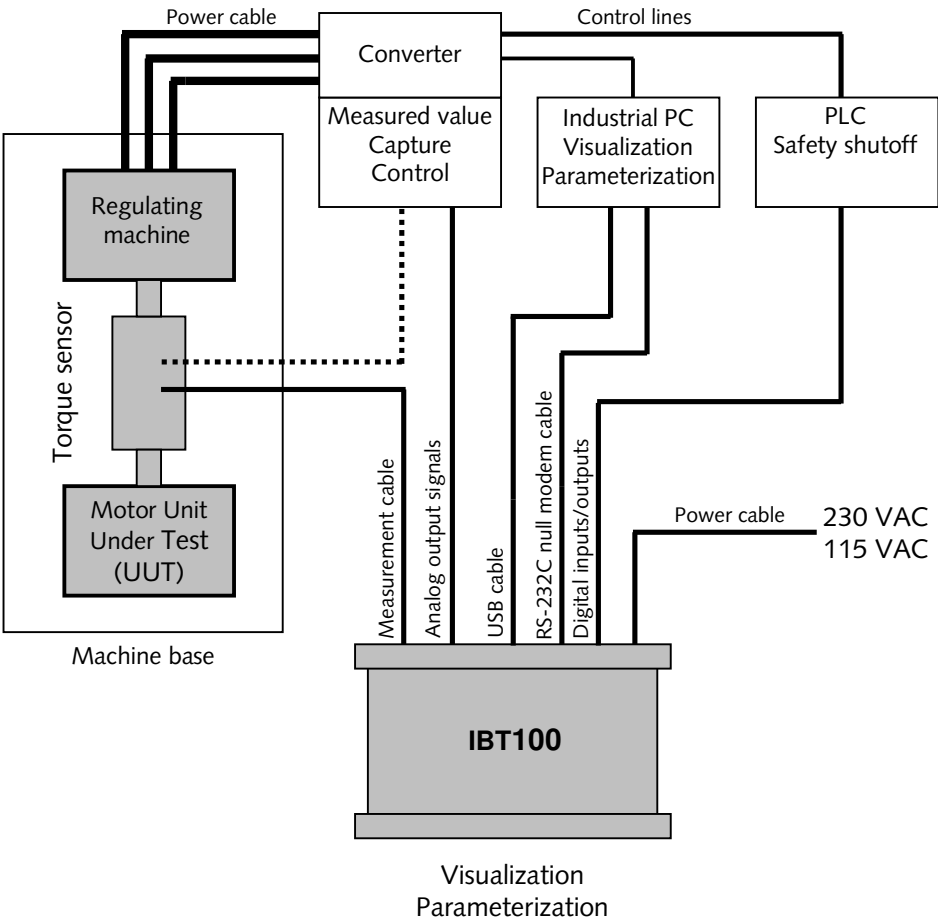 Power cable
Control lines
Converter
Measured value
Capture
Control
Industrial PC
Visualization
Parameterization
PLC
Safety shutoff
Regulating
machine
Torque sensor
Motor Unit
Under Test
(UUT)
Machine base
Measurement cable
Analog output signals
USB cable
RS-232C null modem cable
Digital inputs/outputs
Power cable
230 VAC
115 VAC
IBT100
Visualization
Parameterization